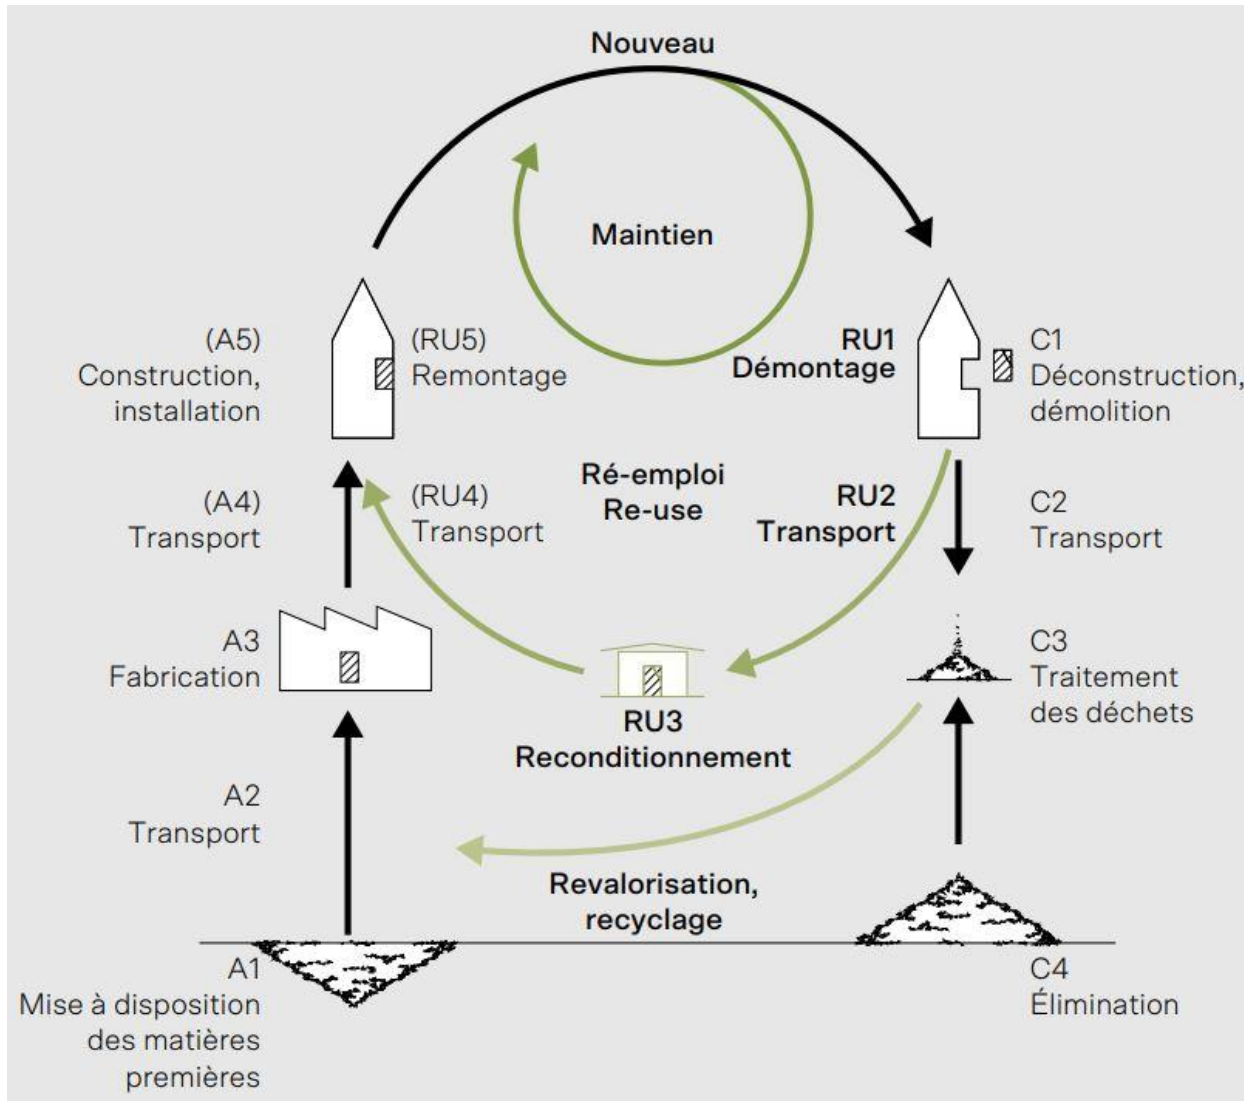 Nouveau
Maintien
(A5)
Construction,
installation
(RU5)
Remontage
RU1
Démontage
C1
Déconstruction,
démolition
Ré-emploi
Re-use
(A4)
Transport
(RU4)
Transport
RU2
Transport
C2
Transport
A3
Fabrication
RU3
Reconditionnement
C3
Traitement
des déchets
A2
Transport
Revalorisation,
recyclage
A1
Mise à disposition
des matières
premières
C4
Élimination